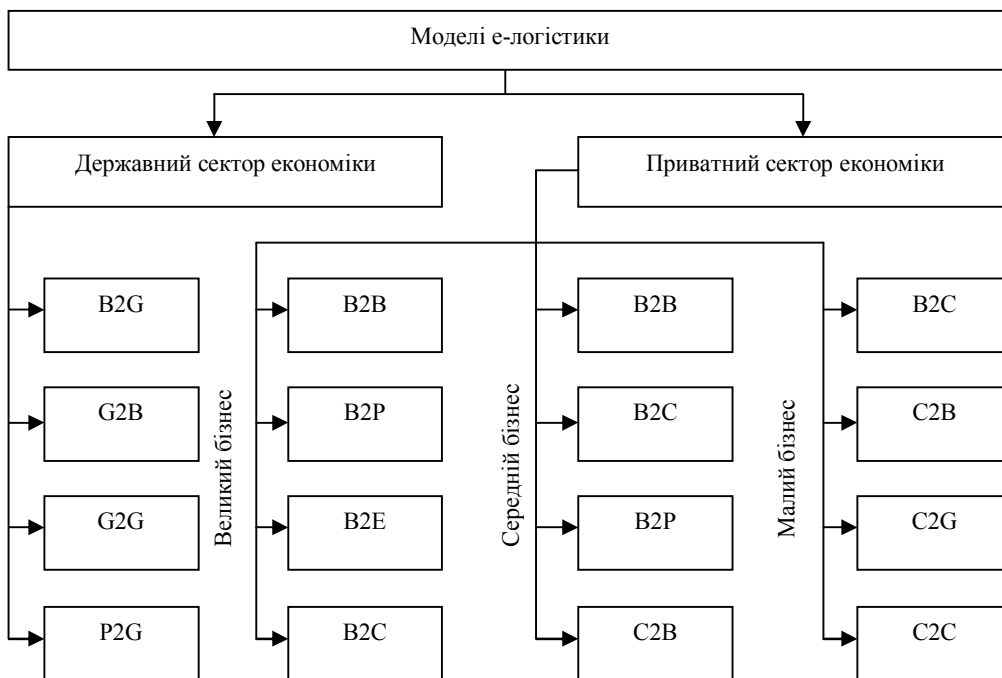 Моделі е-логістики
Державний сектор економіки
Приватний сектор економіки
B2G
G2B
G2G
P2G
Великий бізнес
B2B
B2P
B2E
B2C
Середній бізнес
B2B
B2C
B2P
C2B
Малий бізнес
B2C
C2B
C2G
C2C